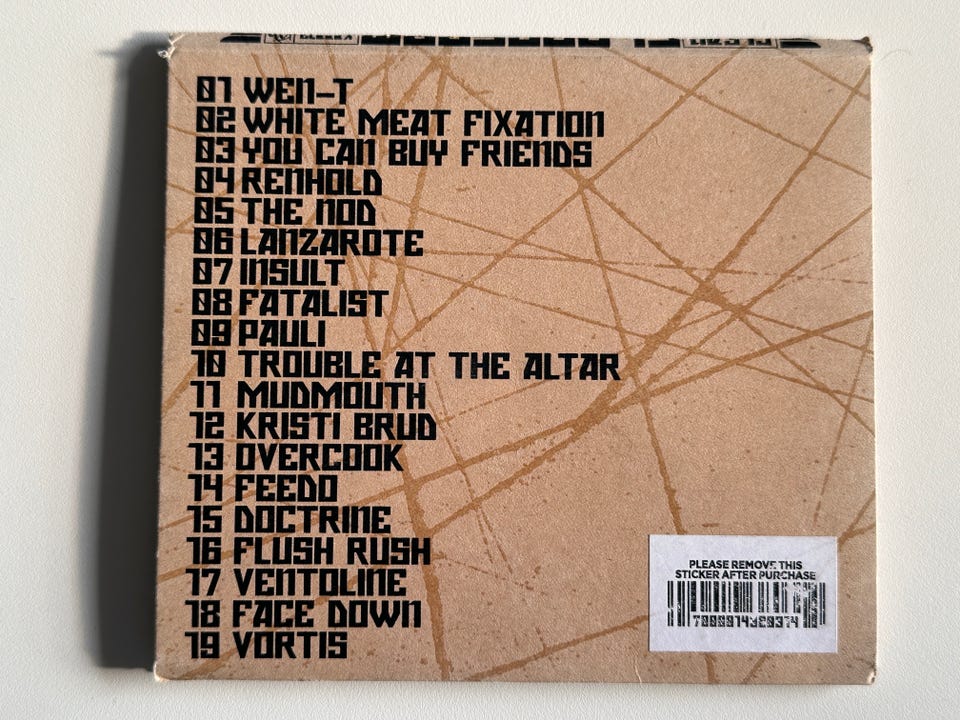 01 WEN-T
02 WHITE MEAT FIXATION
03 YOU CAN BUY FRIENDS
04 RENHOLD
05 THE NOD
06 LANZAROTE
07 INSULT
08 FATALIST
09 PAULI
10 TROUBLE AT THE ALTAR
11 MUDMOUTH
12 KRISTI BRUD
13 OVERCOOK
14 FEEDO
15 DOCTRINE
16 FLUSH RUSH
17 VENTOLINE
18 FACE DOWN
19 VORTIS
PLEASE REMOVE THIS
STICKER AFTER PURCHASE